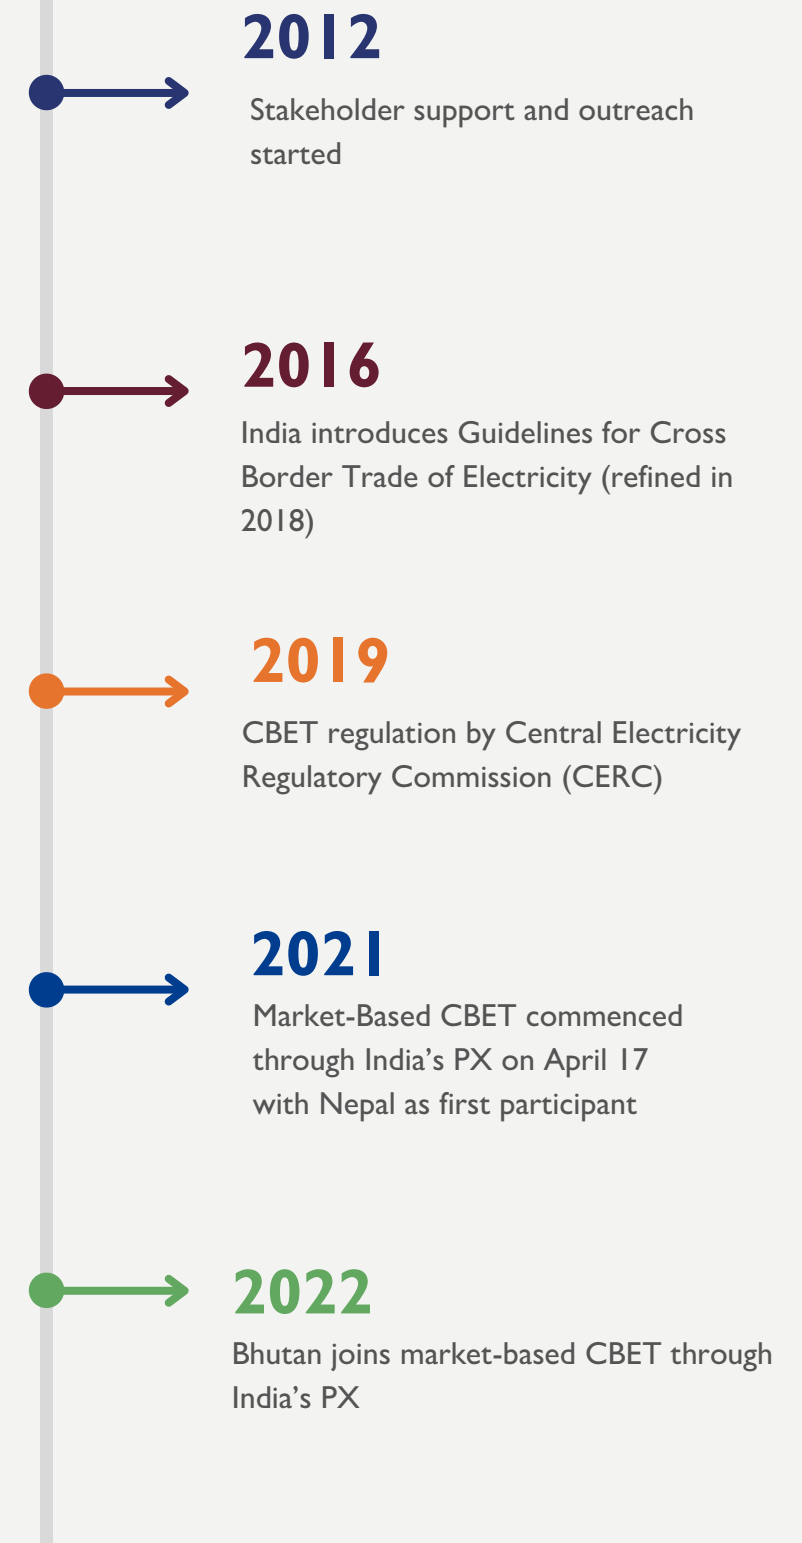 2012
Stakeholder support and outreach
started
2016
India introduces Guidelines for Cross
Border Trade of Electricity (refined in
2018)
2019
CBET regulation by Central Electricity
Regulatory Commission (CERC)
2021
Market-Based CBET commenced
through India’s PX on April 17
with Nepal as first participant
2022
Bhutan joins market-based CBET through
India’s PX